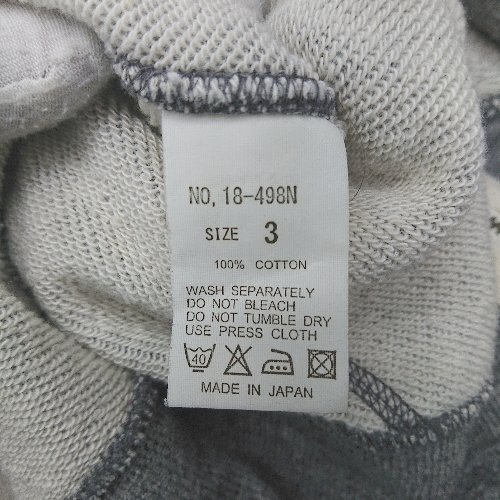 NO, 18-498N
SIZE 3
100% COTTON
WASH SEPARATELY
DO NOT BLEACH
DO NOT TUMBLE DRY
USE PRESS CLOTH
40
MADE IN JAPAN